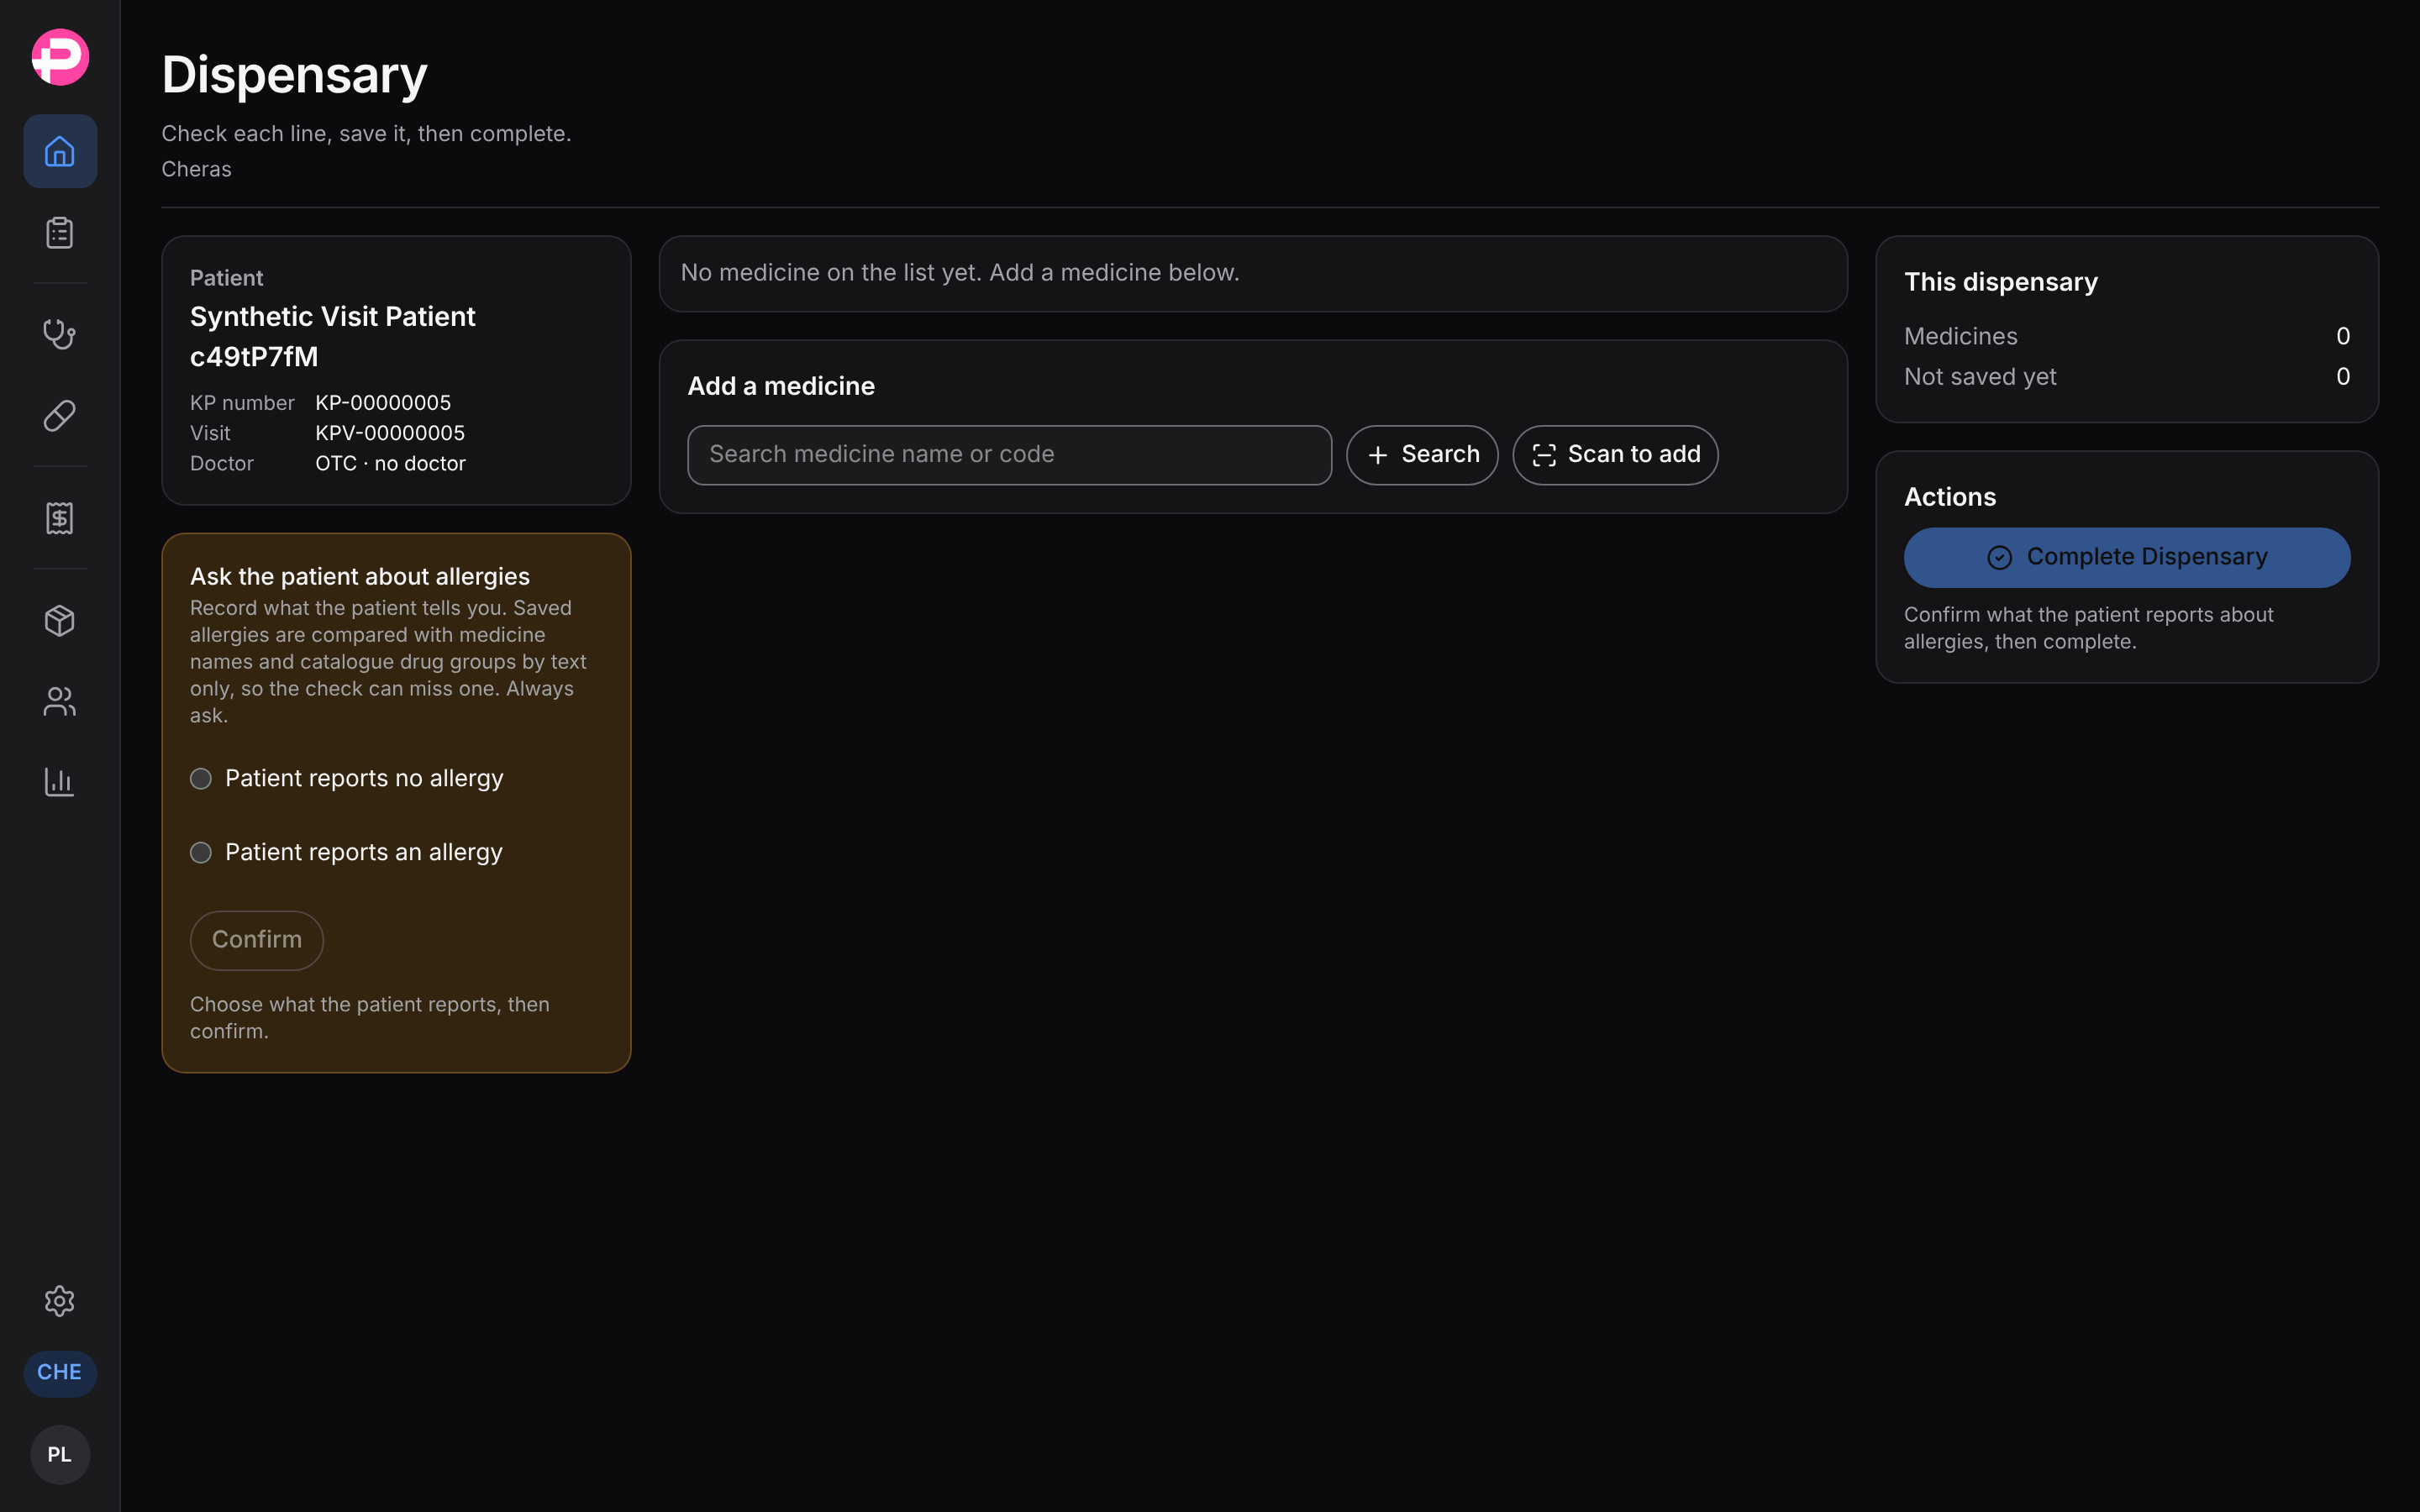 Dispensary
Check each line, save it, then complete.
Cheras
Patient
Synthetic Visit Patient
c49tP7fM
KP number KP-00000005
Visit KPV-00000005
Doctor OTC · no doctor
Ask the patient about allergies
Record what the patient tells you. Saved
allergies are compared with medicine
names and catalogue drug groups by text
only, so the check can miss one. Always
ask.
Patient reports no allergy
Patient reports an allergy
Confirm
Choose what the patient reports, then
confirm.
No medicine on the list yet. Add a medicine below.
Add a medicine
Search medicine name or code
Search
Scan to add
This dispensary
Medicines 0
Not saved yet 0
Actions
Complete Dispensary
Confirm what the patient reports about
allergies, then complete.
CHE
PL